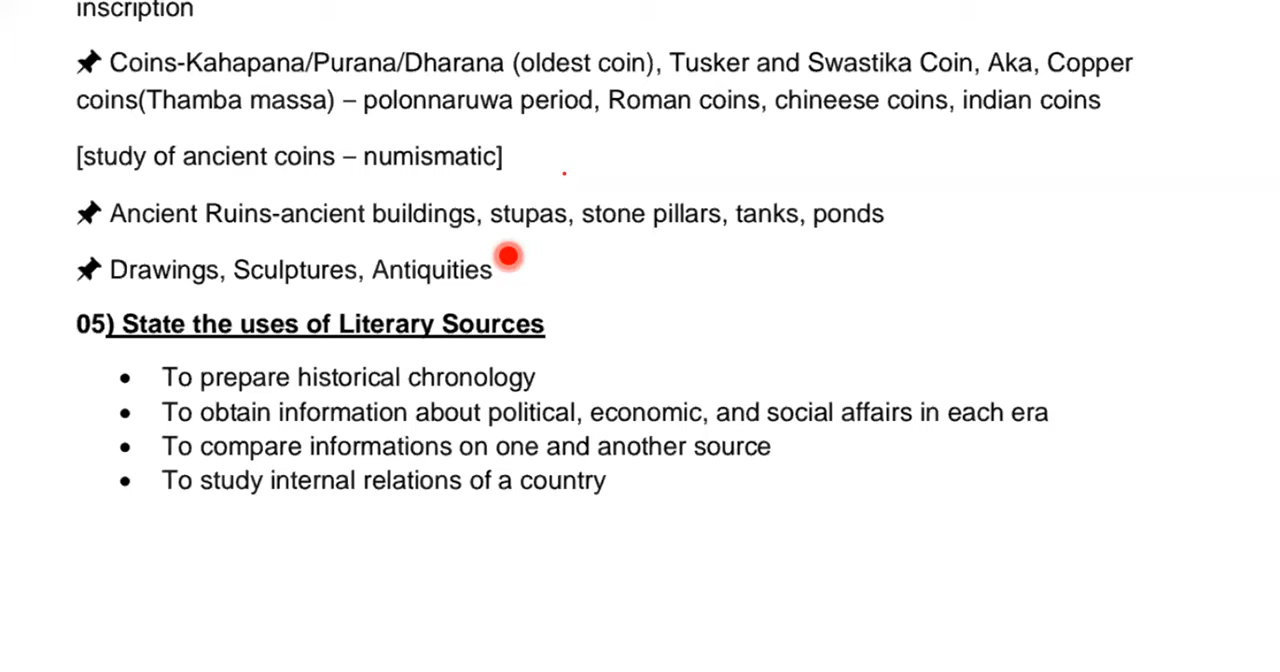 inscription
Coins-Kahapana/Purana/Dharana (oldest coin), Tusker and Swastika Coin, Aka, Copper
coins(Thamba massa) – polonnaruwa period, Roman coins, chineese coins, indian coins
[study of ancient coins – numismatic]
Ancient Ruins-ancient buildings, stupas, stone pillars, tanks, ponds
Drawings, Sculptures, Antiquities
05) State the uses of Literary Sources
• To prepare historical chronology
• To obtain information about political, economic, and social affairs in each era
• To compare informations on one and another source
• To study internal relations of a country